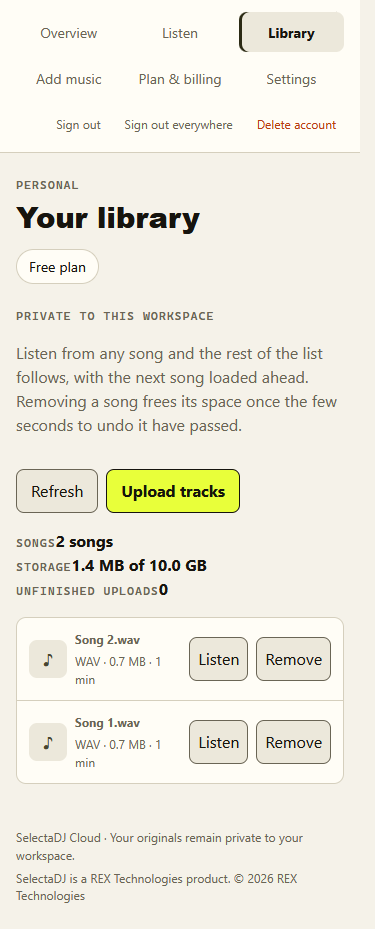 Overview Listen Library
Add music Plan & billing Settings
Sign out Sign out everywhere Delete account
PERSONAL
Your library
Free plan
PRIVATE TO THIS WORKSPACE
Listen from any song and the rest of the list
follows, with the next song loaded ahead.
Removing a song frees its space once the few
seconds to undo it have passed.
Refresh Upload tracks
SONGS2 songs
STORAGE1.4 MB of 10.0 GB
UNFINISHED UPLOADS0
Song 2.wav
WAV · 0.7 MB · 1
min
Listen Remove
Song 1.wav
WAV · 0.7 MB · 1
min
Listen Remove
SelectaDJ Cloud · Your originals remain private to your
workspace.
SelectaDJ is a REX Technologies product. © 2026 REX
Technologies